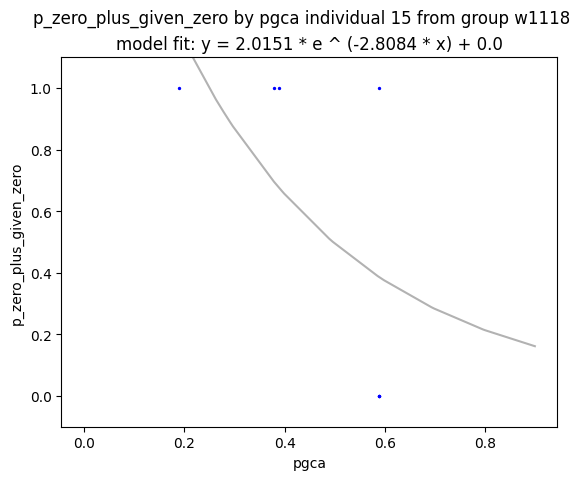 p_zero_plus_given_zero by pgca individual 15 from group w1118
model fit: y = 2.0151 * e ^ (-2.8084 * x) + 0.0
1.0
0.8
0.6
0.4
0.2
0.0
p_zero_plus_given_zero
0.0 0.2 0.4 0.6 0.8
pgca